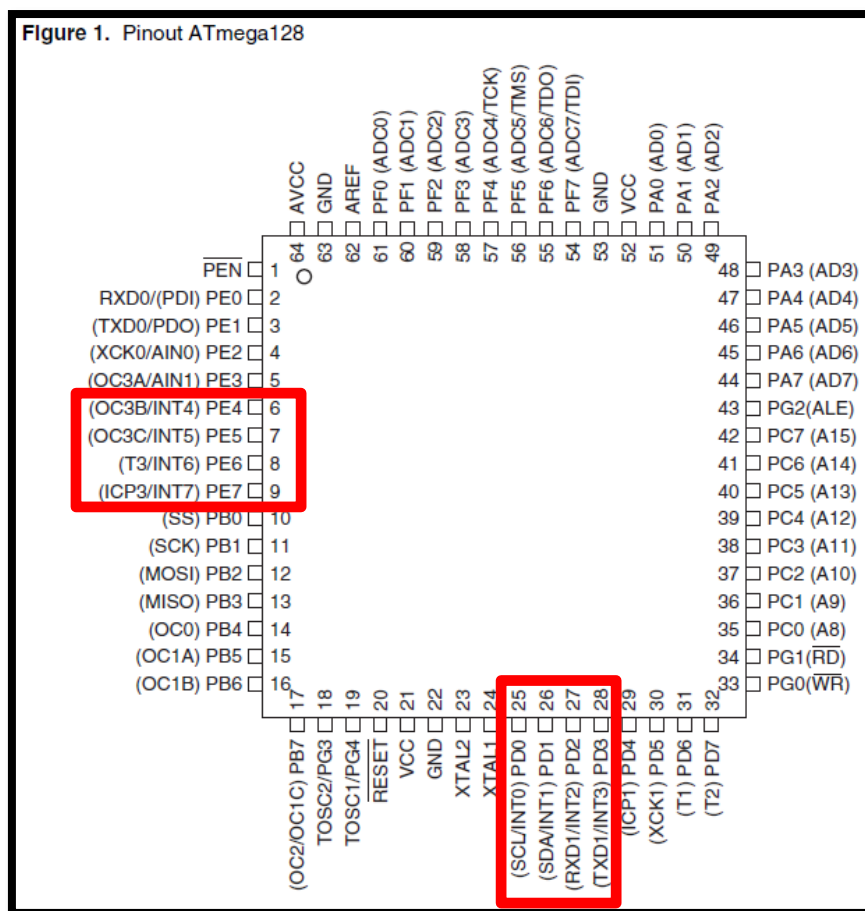 Figure 1. Pinout ATmega128
AVCC
GND
AREF
PF0 (ADC0)
PF1 (ADC1)
PF2 (ADC2)
PF3 (ADC3)
PF4 (ADC4/TCK)
PF5 (ADC5/TMS)
PF6 (ADC6/TDO)
PF7 (ADC7/TDI)
GND
VCC
PA0 (AD0)
PA1 (AD1)
PA2 (AD2)
64
63
62
61
60
59
58
57
56
55
54
53
52
51
50
49
PEN 1
RXD0/(PDI) PE0 2
(TXD0/PDO) PE1 3
(XCK0/AIN0) PE2 4
(OC3A/AIN1) PE3 5
(OC3B/INT4) PE4 6
(OC3C/INT5) PE5 7
(T3/INT6) PE6 8
(ICP3/INT7) PE7 9
(SS) PB0 10
(SCK) PB1 11
(MOSI) PB2 12
(MISO) PB3 13
(OC0) PB4 14
(OC1A) PB5 15
(OC1B) PB6 16
48 PA3 (AD3)
47 PA4 (AD4)
46 PA5 (AD5)
45 PA6 (AD6)
44 PA7 (AD7)
43 PG2(ALE)
42 PC7 (A15)
41 PC6 (A14)
40 PC5 (A13)
39 PC4 (A12)
38 PC3 (A11)
37 PC2 (A10)
36 PC1 (A9)
35 PC0 (A8)
34 PG1(RD)
33 PG0(WR)
17
18
19
20
21
22
23
24
25
26
27
28
29
30
31
32
(OC2/OC1C) PB7
TOSC2/PG3
TOSC1/PG4
RESET
VCC
GND
XTAL2
XTAL1
(SCL/INT0) PD0
(SDA/INT1) PD1
(RXD1/INT2) PD2
(TXD1/INT3) PD3
(ICP1) PD4
(XCK1) PD5
(T1) PD6
(T2) PD7